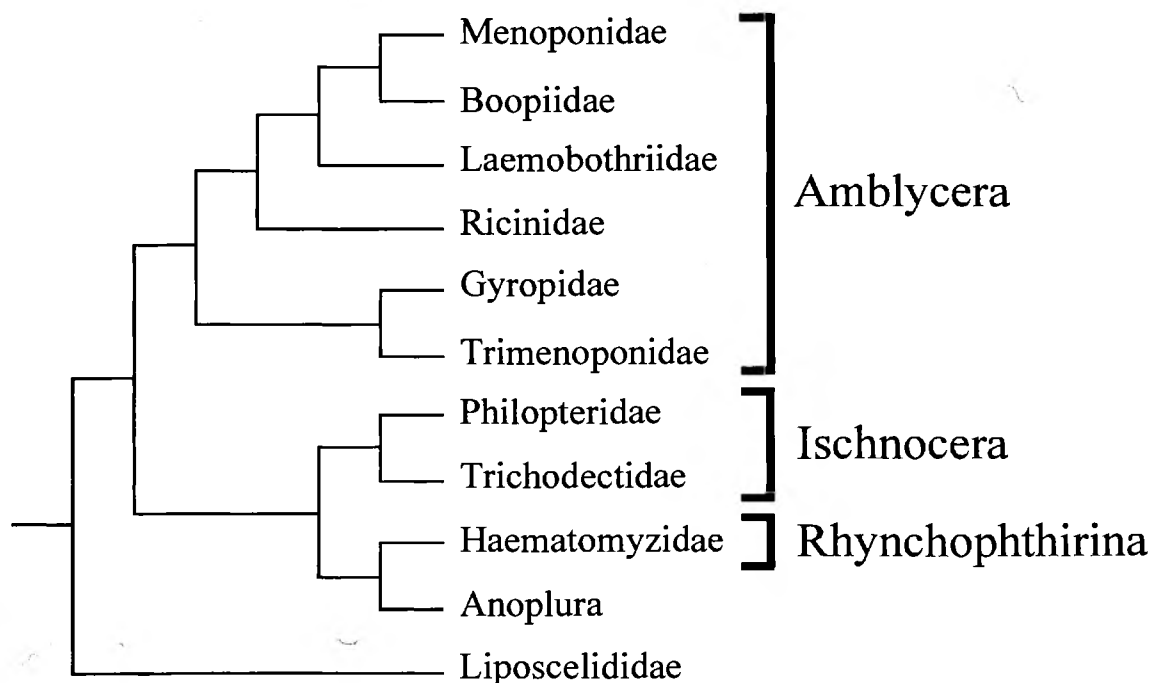 Menoponidae
Boopiidae
Laemobothriidae
Ricinidae
Gyropidae
Trimenoponidae
Amblycera
Philopteridae
Trichodectidae
Ischnocera
Haematomyzidae
Rhynchophthirina
Anoplura
Liposcelididae